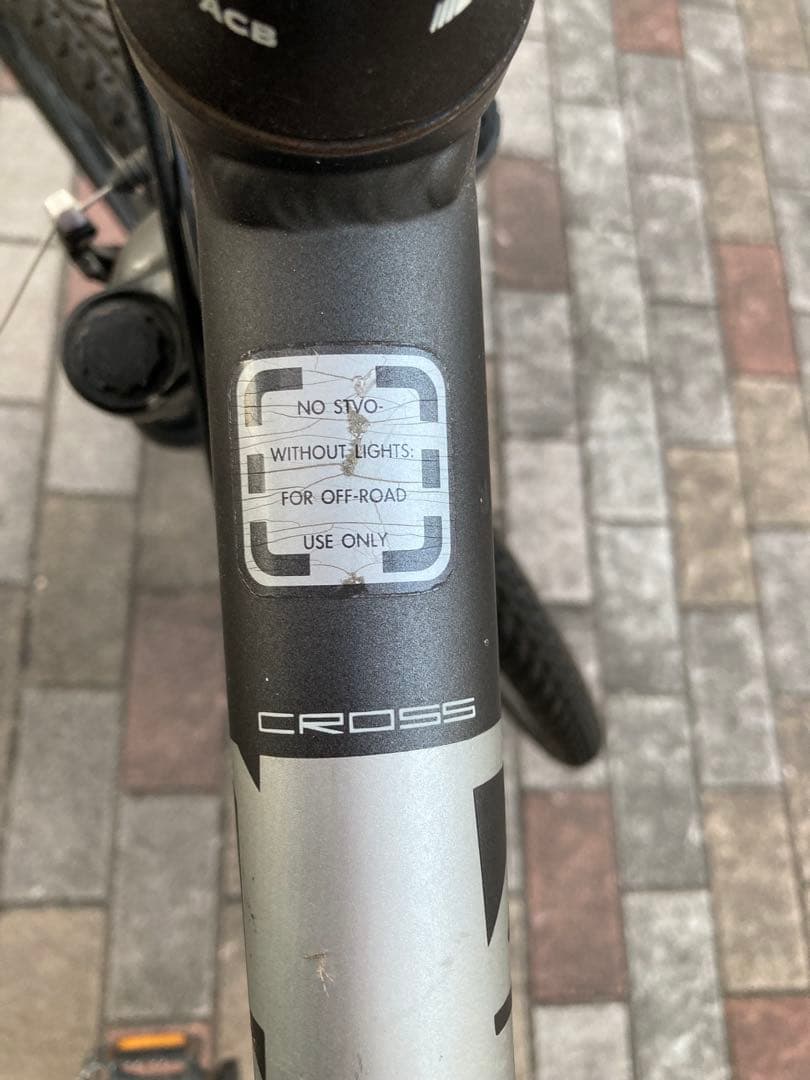 ACB
NO STVO-
WITHOUT LIGHTS:
FOR OFF-ROAD
USE ONLY
CROSS